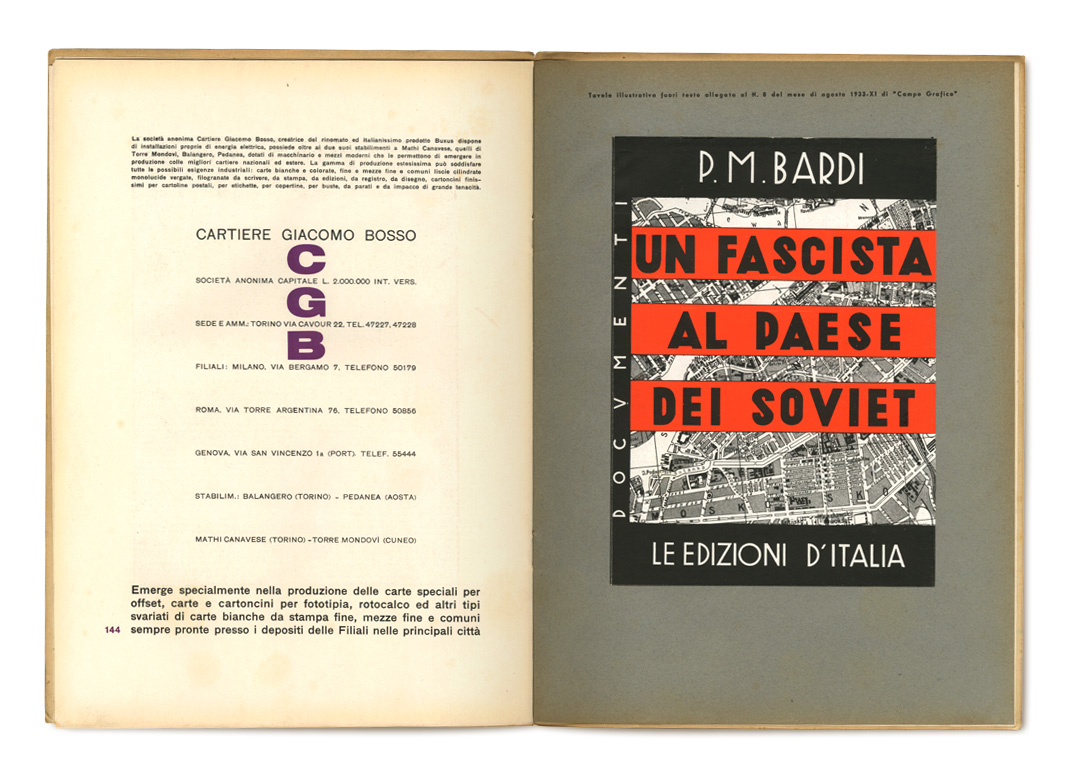 La società anonima Cartiere Giacomo Bosso, creatrice del rinomato ed italianissimo prodotto Buxus dispone
di installazioni proprie di energia elettrica, possiede oltre ai due suoi stabilimenti a Mathi Canavese, quelli di
Torre Mondovì, Balangero, Pedanea, dotati di macchinario e mezzi moderni che le permettono di emergere in
produzione colle migliori cartiere nazionali ed estere. La gamma di produzione estesissima può soddisfare
tutte le possibili esigenze industriali: carte bianche e colorate, fine e mezze fine e comuni liscie cilindrate
monolucide vergate, filogranate da scrivere, da stampa, da edizioni, da registro, da disegno, cartoncini finis-
simi per cartoline postali, per etichette, per copertine, per buste, da parati e da impacco di grande tenacità.
CARTIERE GIACOMO BOSSO
C
SOCIETÀ ANONIMA CAPITALE L. 2.000.000 INT. VERS.
G
SEDE E AMM.: TORINO VIA CAVOUR 22, TEL. 47227, 47228
B
FILIALI: MILANO, VIA BERGAMO 7, TELEFONO 50179
ROMA, VIA TORRE ARGENTINA 76, TELEFONO 50856
GENOVA, VIA SAN VINCENZO 1a (PORT). TELEF. 55444
STABILIM.: BALANGERO (TORINO) - PEDANEA (AOSTA)
MATHI CANAVESE (TORINO) - TORRE MONDOVÌ (CUNEO)
Emerge specialmente nella produzione delle carte speciali per
offset, carte e cartoncini per fototipia, rotocalco ed altri tipi
svariati di carte bianche da stampa fine, mezze fine e comuni
144 sempre pronte presso i depositi delle Filiali nelle principali città
Tavola illustrativa fuori testo allegata al N. 8 del mese di agosto 1933-XI di "Campo Grafico"
P. M. BARDI
DOCVMENTI
UN FASCISTA
AL PAESE
DEI SOVIET
LE EDIZIONI D'ITALIA